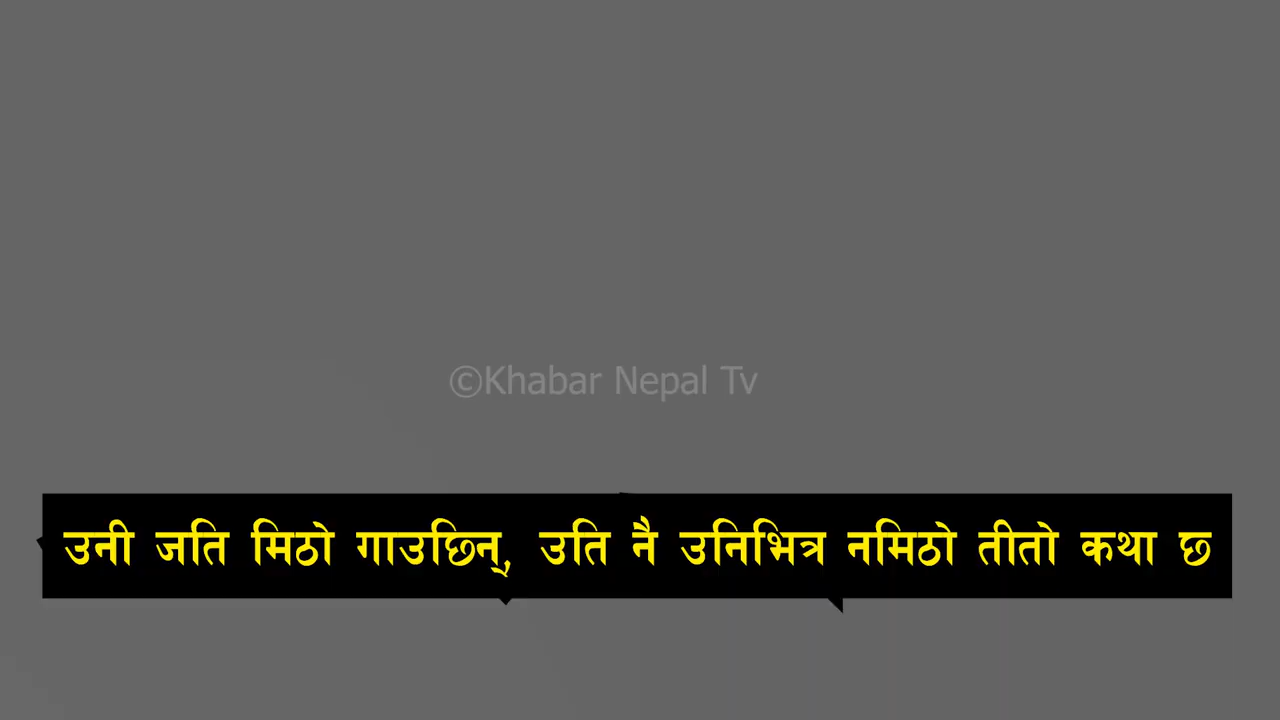 ©Khabar Nepal Tv
उनी जति मिठो गाउछिन्, उति नै उनिभित्र नमिठो तीतो कथा छ